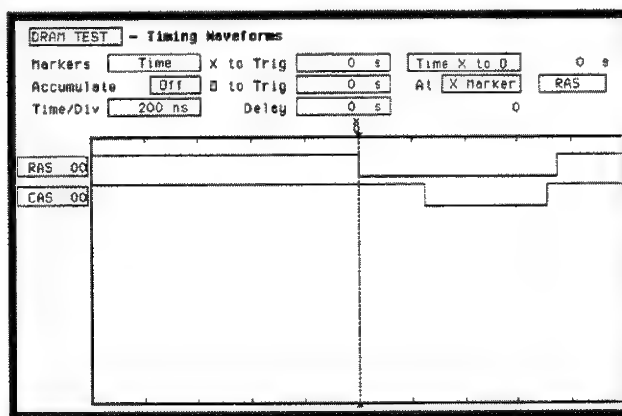 DRAM TEST - Timing Waveforms
Markers Time X to Trig 0 s Time X to O 0 s
Accumulate Off O to Trig 0 s At X Marker RAS
Time/Div 200 ns Delay 0 s 0
X
O
RAS 00
CAS 00